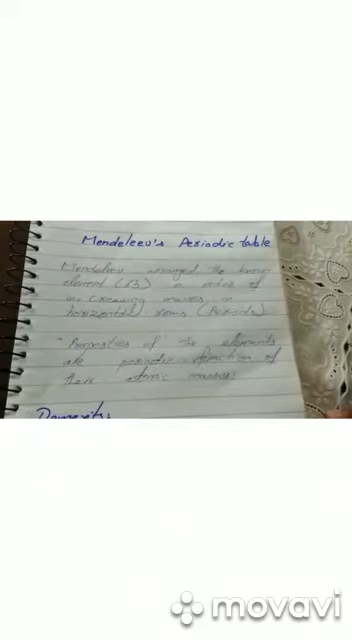 Mendeleev's Periodic table
Mendeleev arranged the known
element (63) in order of
increasing masses in
horizontal rows (Periods)
"Properties of the elements
are periodic function of
their atomic masses"
movavi